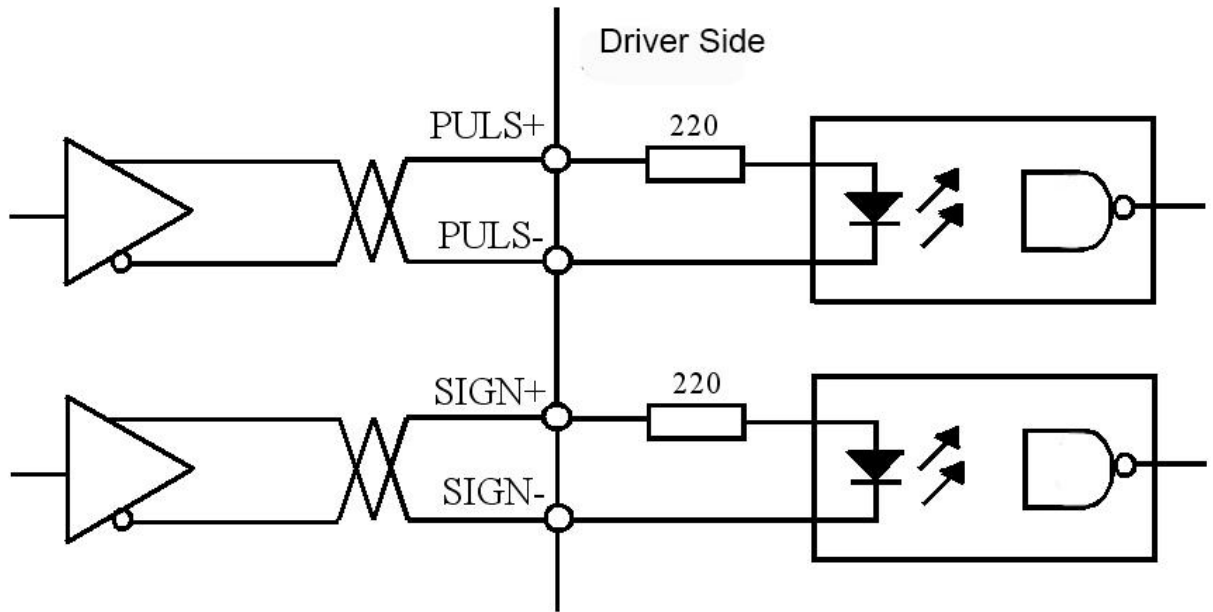 Driver Side
PULS+
220
PULS-
SIGN+
220
SIGN-